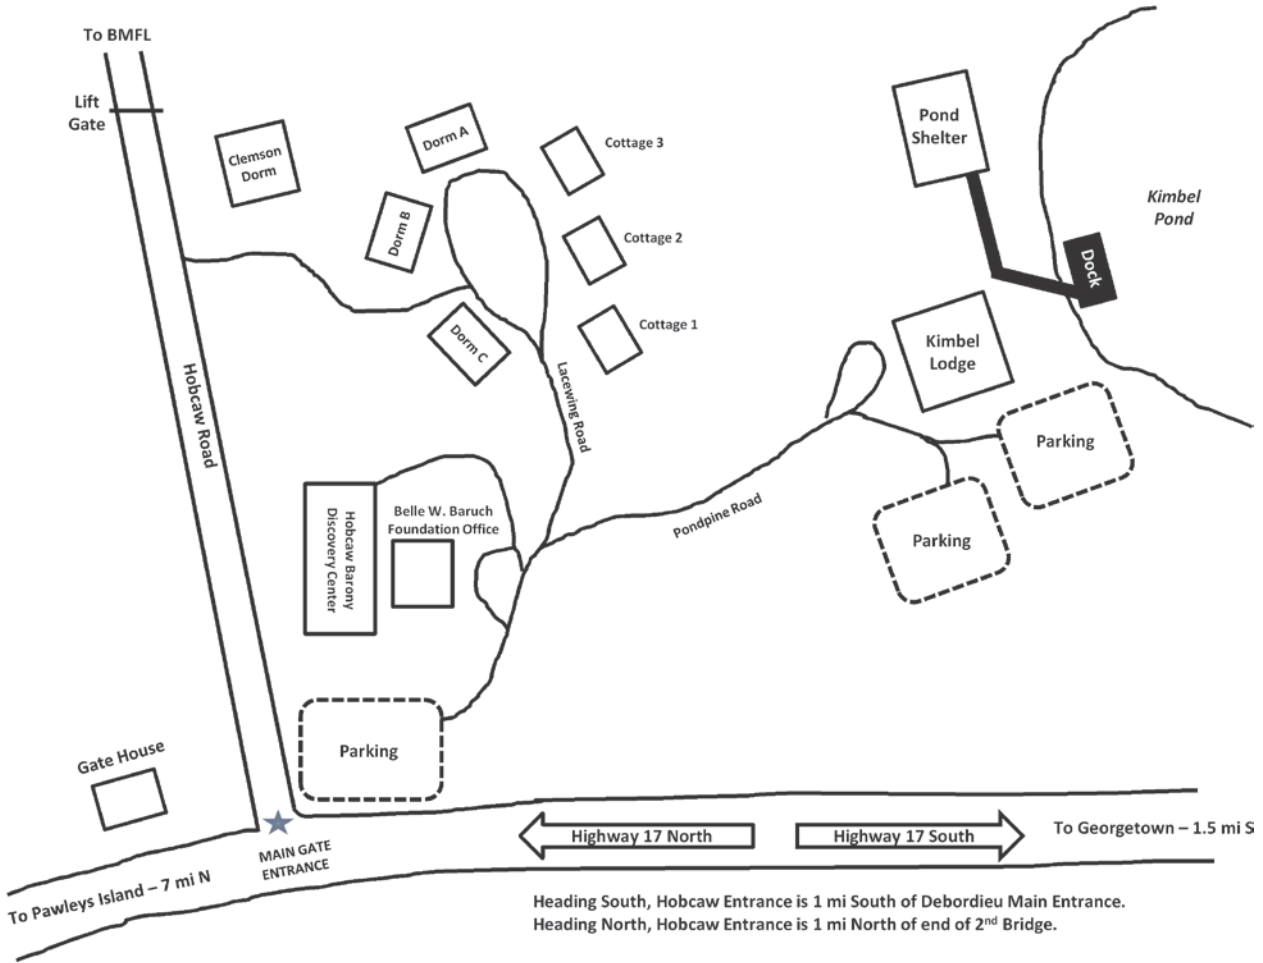 To BMFL
Lift
Gate
Clemson
Dorm
Dorm A
Dorm B
Dorm C
Cottage 3
Cottage 2
Cottage 1
Pond
Shelter
Kimbel
Pond
Dock
Kimbel
Lodge
Parking
Parking
Hobcaw Road
Lacewing Road
Pondpine Road
Hobcaw Barony
Discovery Center
Belle W. Baruch
Foundation Office
Parking
Gate House
MAIN GATE
ENTRANCE
To Pawleys Island – 7 mi N
Highway 17 North
Highway 17 South
To Georgetown – 1.5 mi S
Heading South, Hobcaw Entrance is 1 mi South of Debordieu Main Entrance.
Heading North, Hobcaw Entrance is 1 mi North of end of 2nd Bridge.